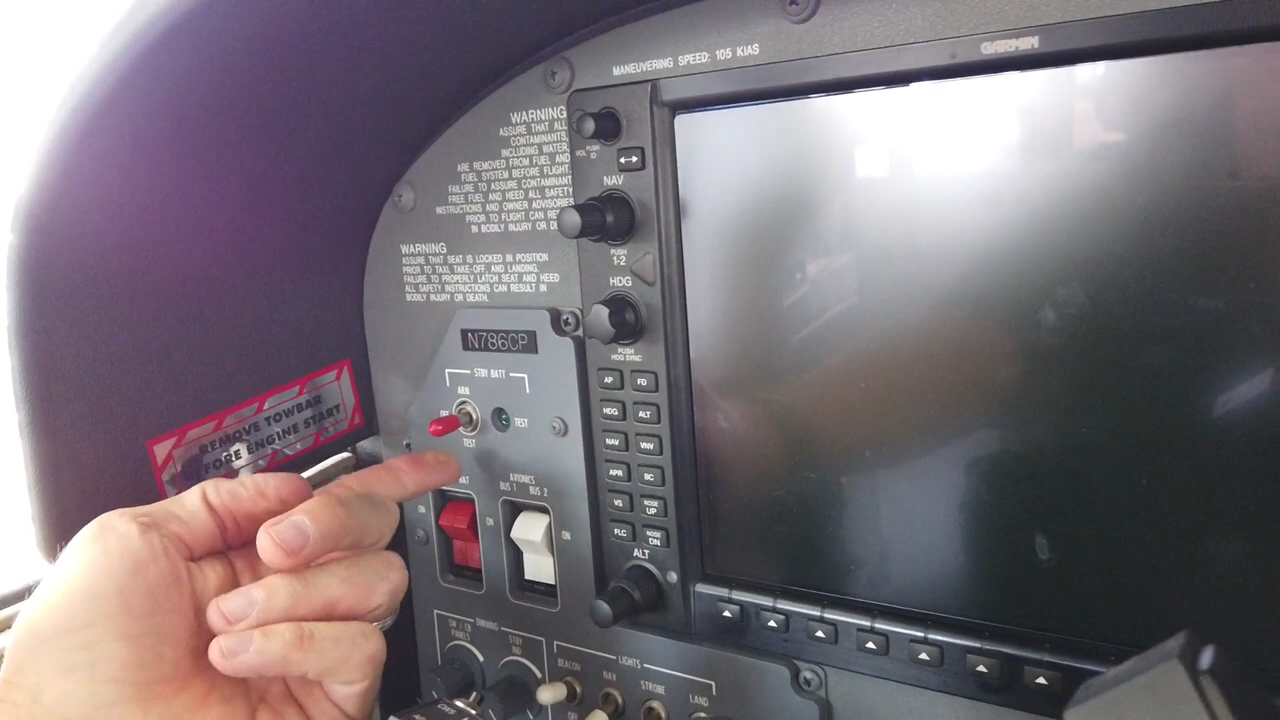 MANEUVERING SPEED: 105 KIAS
GARMIN
WARNING
ASSURE THAT ALL
CONTAMINANTS,
INCLUDING WATER,
ARE REMOVED FROM FUEL AND
FUEL SYSTEM BEFORE FLIGHT.
FAILURE TO ASSURE CONTAMINANT
FREE FUEL AND HEED ALL SAFETY
INSTRUCTIONS AND OWNER ADVISORIES
PRIOR TO FLIGHT CAN
IN BODILY INJURY OR
WARNING
ASSURE THAT SEAT IS LOCKED IN POSITION
PRIOR TO TAXI, TAKE-OFF, AND LANDING.
FAILURE TO PROPERLY LATCH SEAT AND HEED
ALL SAFETY INSTRUCTIONS CAN RESULT IN
BODILY INJURY OR DEATH.
VOL PUSH ID
NAV
PUSH
1-2
HDG
PUSH
HDG SYNC
AP FD
HDG ALT
NAV VNV
APR BC
VS NOSE UP
FLC NOSE DN
ALT
N786CP
STBY BATT
ARM
TEST
TEST
REMOVE TOWBAR
BEFORE ENGINE START
AVIONICS
BUS 1 BUS 2
ON ON ON
DIMMING
SW / CB
PANELS
STBY
IND
LIGHTS
BEACON NAV STROBE LAND